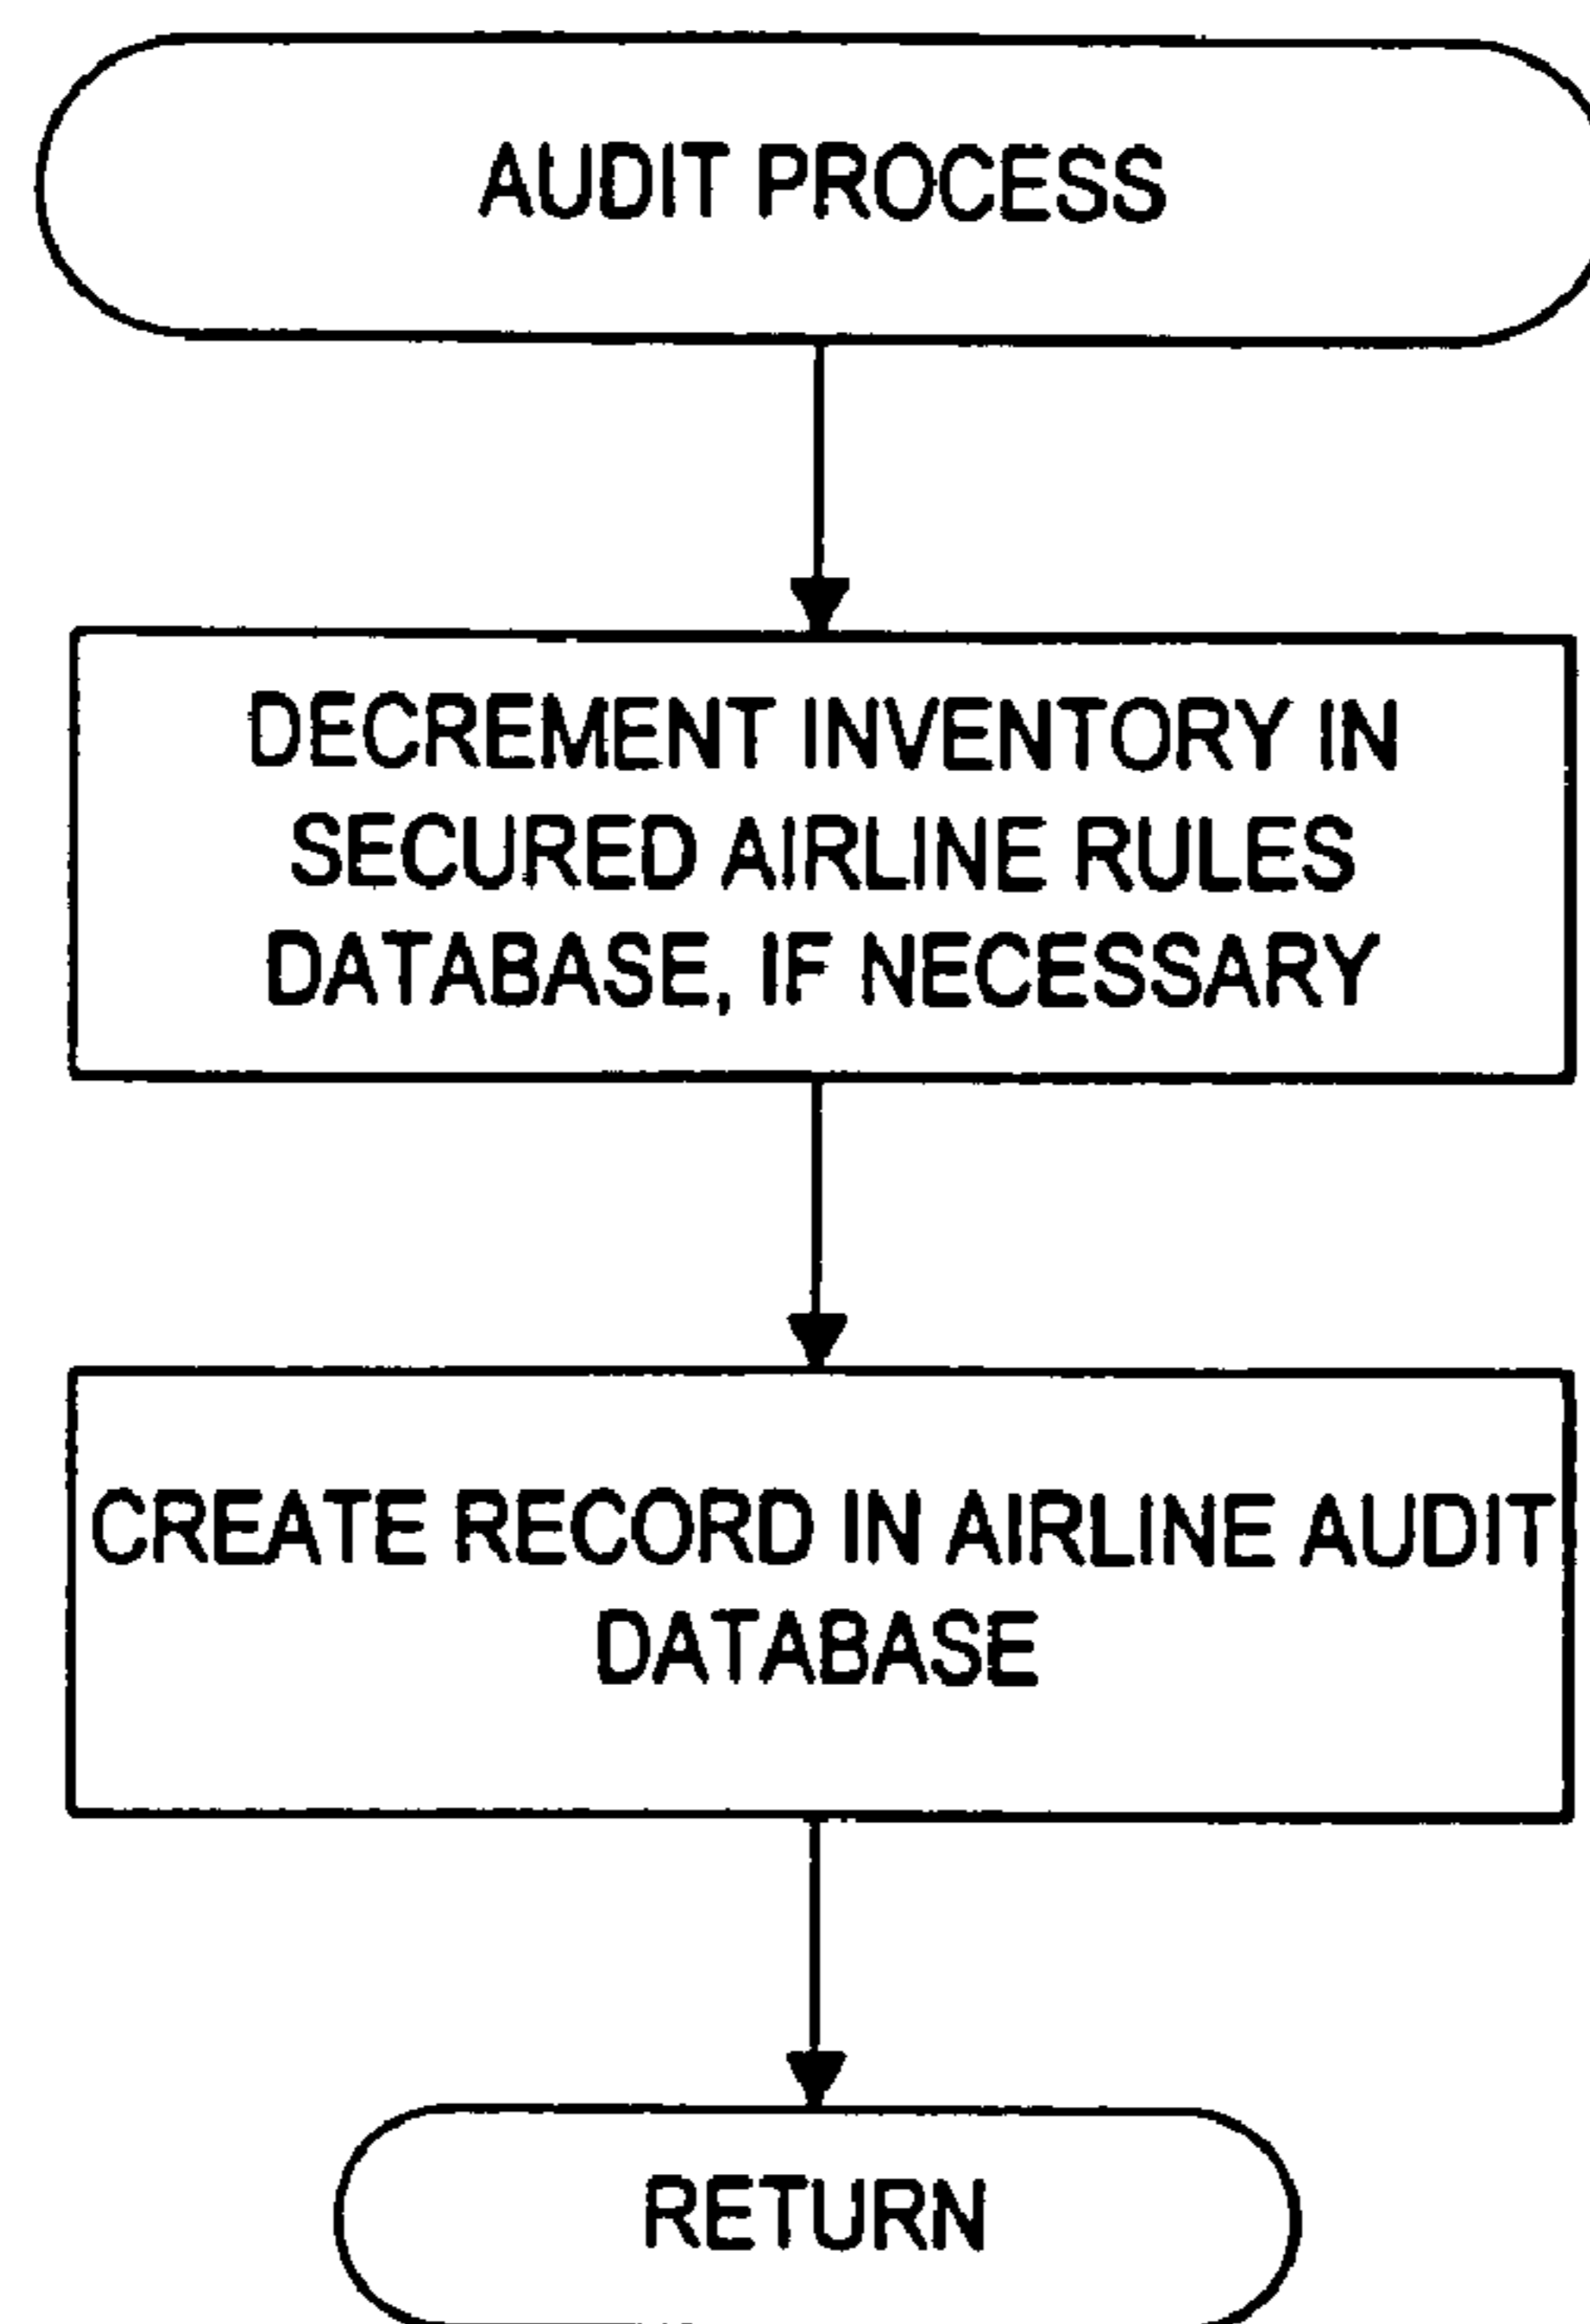 AUDIT PROCESS
DECREMENT INVENTORY IN
SECURED AIRLINE RULES
DATABASE, IF NECESSARY
CREATE RECORD IN AIRLINE AUDIT
DATABASE
RETURN